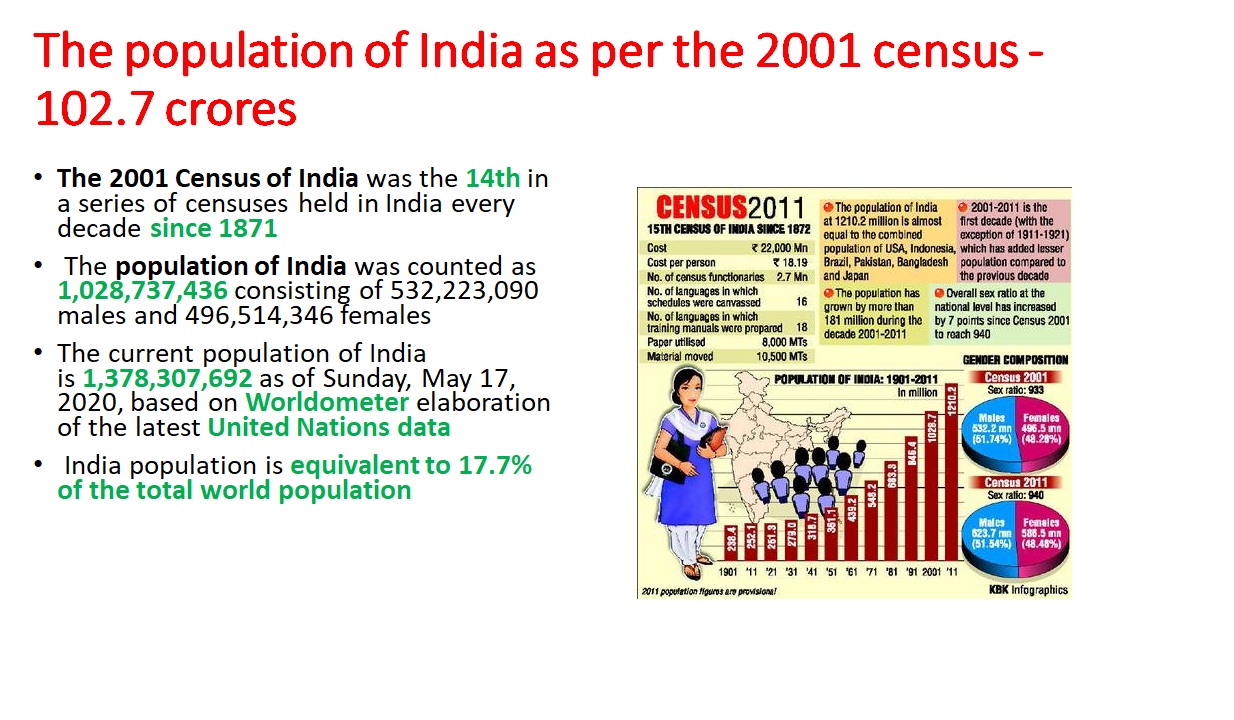 The population of India as per the 2001 census -
102.7 crores
• The 2001 Census of India was the 14th in
a series of censuses held in India every
decade since 1871
• The population of India was counted as
1,028,737,436 consisting of 532,223,090
males and 496,514,346 females
• The current population of India
is 1,378,307,692 as of Sunday, May 17,
2020, based on Worldometer elaboration
of the latest United Nations data
• India population is equivalent to 17.7%
of the total world population
CENSUS2011
15TH CENSUS OF INDIA SINCE 1872
Cost ₹ 22,000 Mn
Cost per person ₹ 18.19
No. of census functionaries 2.7 Mn
No. of languages in which
schedules were canvassed 16
No. of languages in which
training manuals were prepared 18
Paper utilised 8,000 MTs
Material moved 10,500 MTs
The population of India
at 1210.2 million is almost
equal to the combined
population of USA, Indonesia,
Brazil, Pakistan, Bangladesh
and Japan
2001-2011 is the
first decade (with the
exception of 1911-1921)
which has added lesser
population compared to
the previous decade
The population has
grown by more than
181 million during the
decade 2001-2011
Overall sex ratio at the
national level has increased
by 7 points since Census 2001
to reach 940
POPULATION OF INDIA: 1901-2011
In million
238.4 252.1 251.3 279.0 318.7 361.1 439.2 548.2 683.3 846.4 1028.7 1210.2
1901 '11 '21 '31 '41 '51 '61 '71 '81 '91 2001 '11
GENDER COMPOSITION
Census 2001
Sex ratio: 933
Males Females
532.2 mn 496.5 mn
(51.74%) (48.26%)
Census 2011
Sex ratio: 940
Males Females
623.7 mn 586.5 mn
(51.54%) (48.46%)
2011 population figures are provisional
KBK Infographics